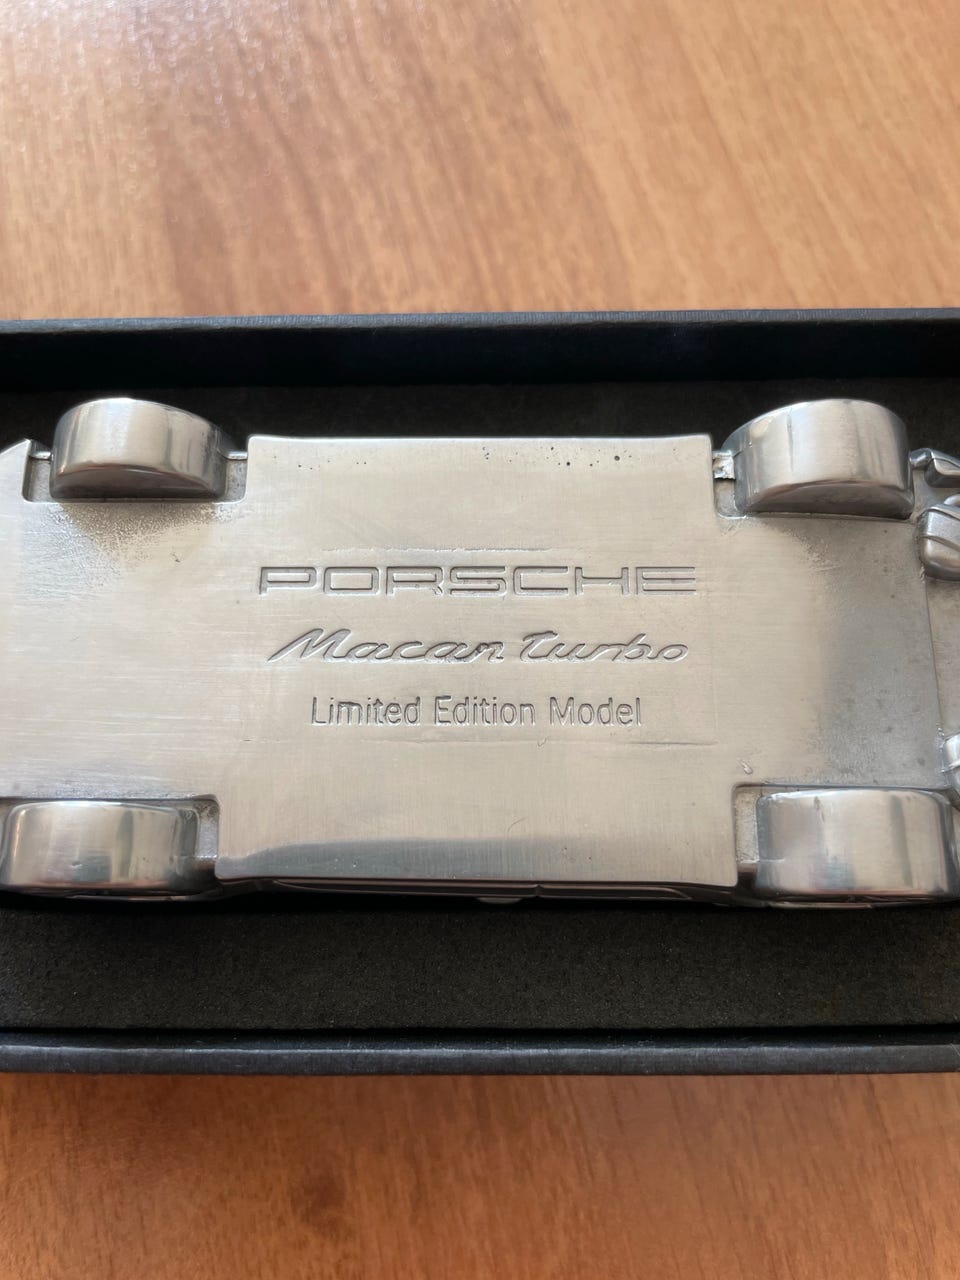 PORSCHE
Macan Turbo
Limited Edition Model